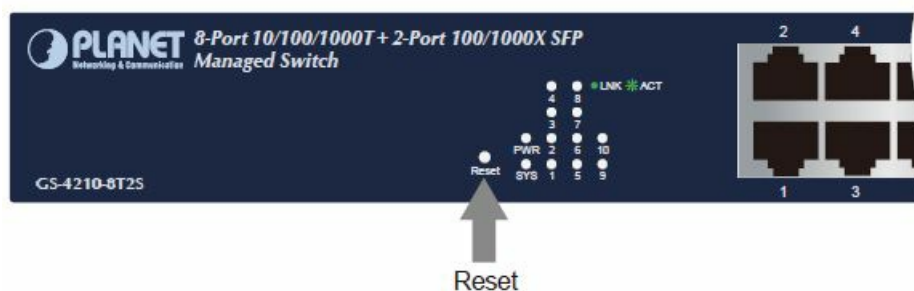 PLANET
Networking & Communication
8-Port 10/100/1000T + 2-Port 100/1000X SFP
Managed Switch
2 4
4 8 LNK ACT
3 7
PWR 2 6 10
Reset SYS 1 5 9
GS-4210-8T2S
1 3
Reset